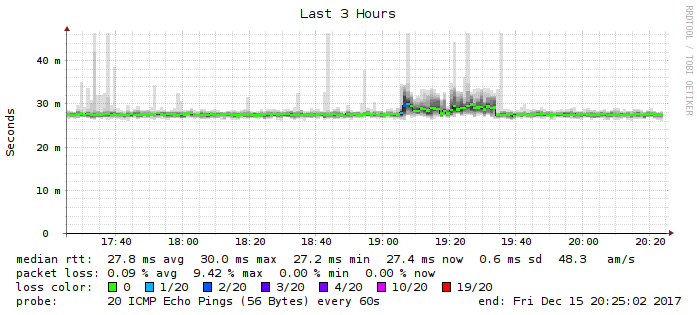 Last 3 Hours
RRDTOOL / TOBI OETIKER
Seconds
40 m
30 m
20 m
10 m
0
17:40 18:00 18:20 18:40 19:00 19:20 19:40 20:00 20:20
median rtt: 27.8 ms avg 30.0 ms max 27.2 ms min 27.4 ms now 0.6 ms sd 48.3 am/s
packet loss: 0.09 % avg 9.42 % max 0.00 % min 0.00 % now
loss color: 0 1/20 2/20 3/20 4/20 10/20 19/20
probe: 20 ICMP Echo Pings (56 Bytes) every 60s end: Fri Dec 15 20:25:02 2017